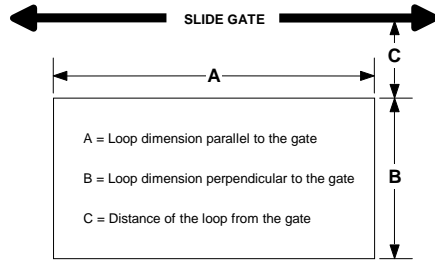 SLIDE GATE
C
A
A = Loop dimension parallel to the gate
B = Loop dimension perpendicular to the gate
B
C = Distance of the loop from the gate